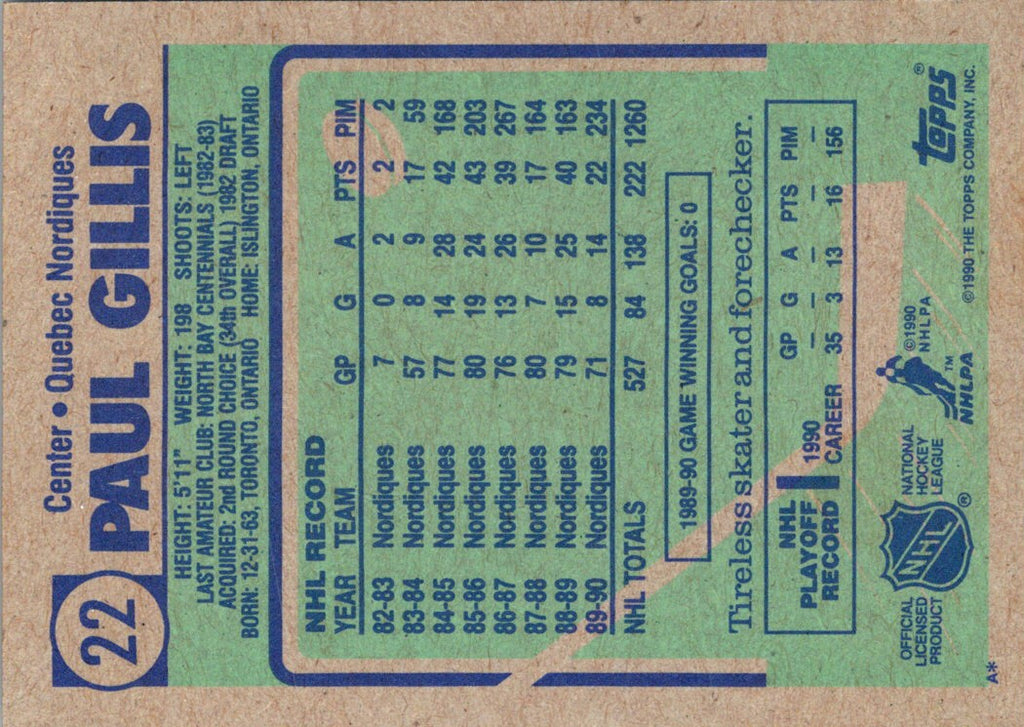 22
Center • Quebec Nordiques
PAUL GILLIS
HEIGHT: 5'11" WEIGHT: 198 SHOOTS: LEFT
LAST AMATEUR CLUB: NORTH BAY CENTENNIALS (1982-83)
ACQUIRED: 2nd ROUND CHOICE (34th OVERALL) 1982 DRAFT
BORN: 12-31-63, TORONTO, ONTARIO HOME: ISLINGTON, ONTARIO
NHL RECORD
YEAR TEAM GP G A PTS PIM
82-83 Nordiques 7 0 2 2 2
83-84 Nordiques 57 8 9 17 59
84-85 Nordiques 77 14 28 42 168
85-86 Nordiques 80 19 24 43 203
86-87 Nordiques 76 13 26 39 267
87-88 Nordiques 80 7 10 17 164
88-89 Nordiques 79 15 25 40 163
89-90 Nordiques 71 8 14 22 234
NHL TOTALS 527 84 138 222 1260
1989-90 GAME WINNING GOALS: 0
Tireless skater and forechecker.
NHL PLAYOFF RECORD
GP G A PTS PIM
1990 – – – – –
CAREER 35 3 13 16 156
OFFICIAL
LICENSED
PRODUCT
NHL ®
NATIONAL
HOCKEY
LEAGUE
©1990
NHLPA
™
NHLPA
topps ®
©1990 THE TOPPS COMPANY, INC.
A*